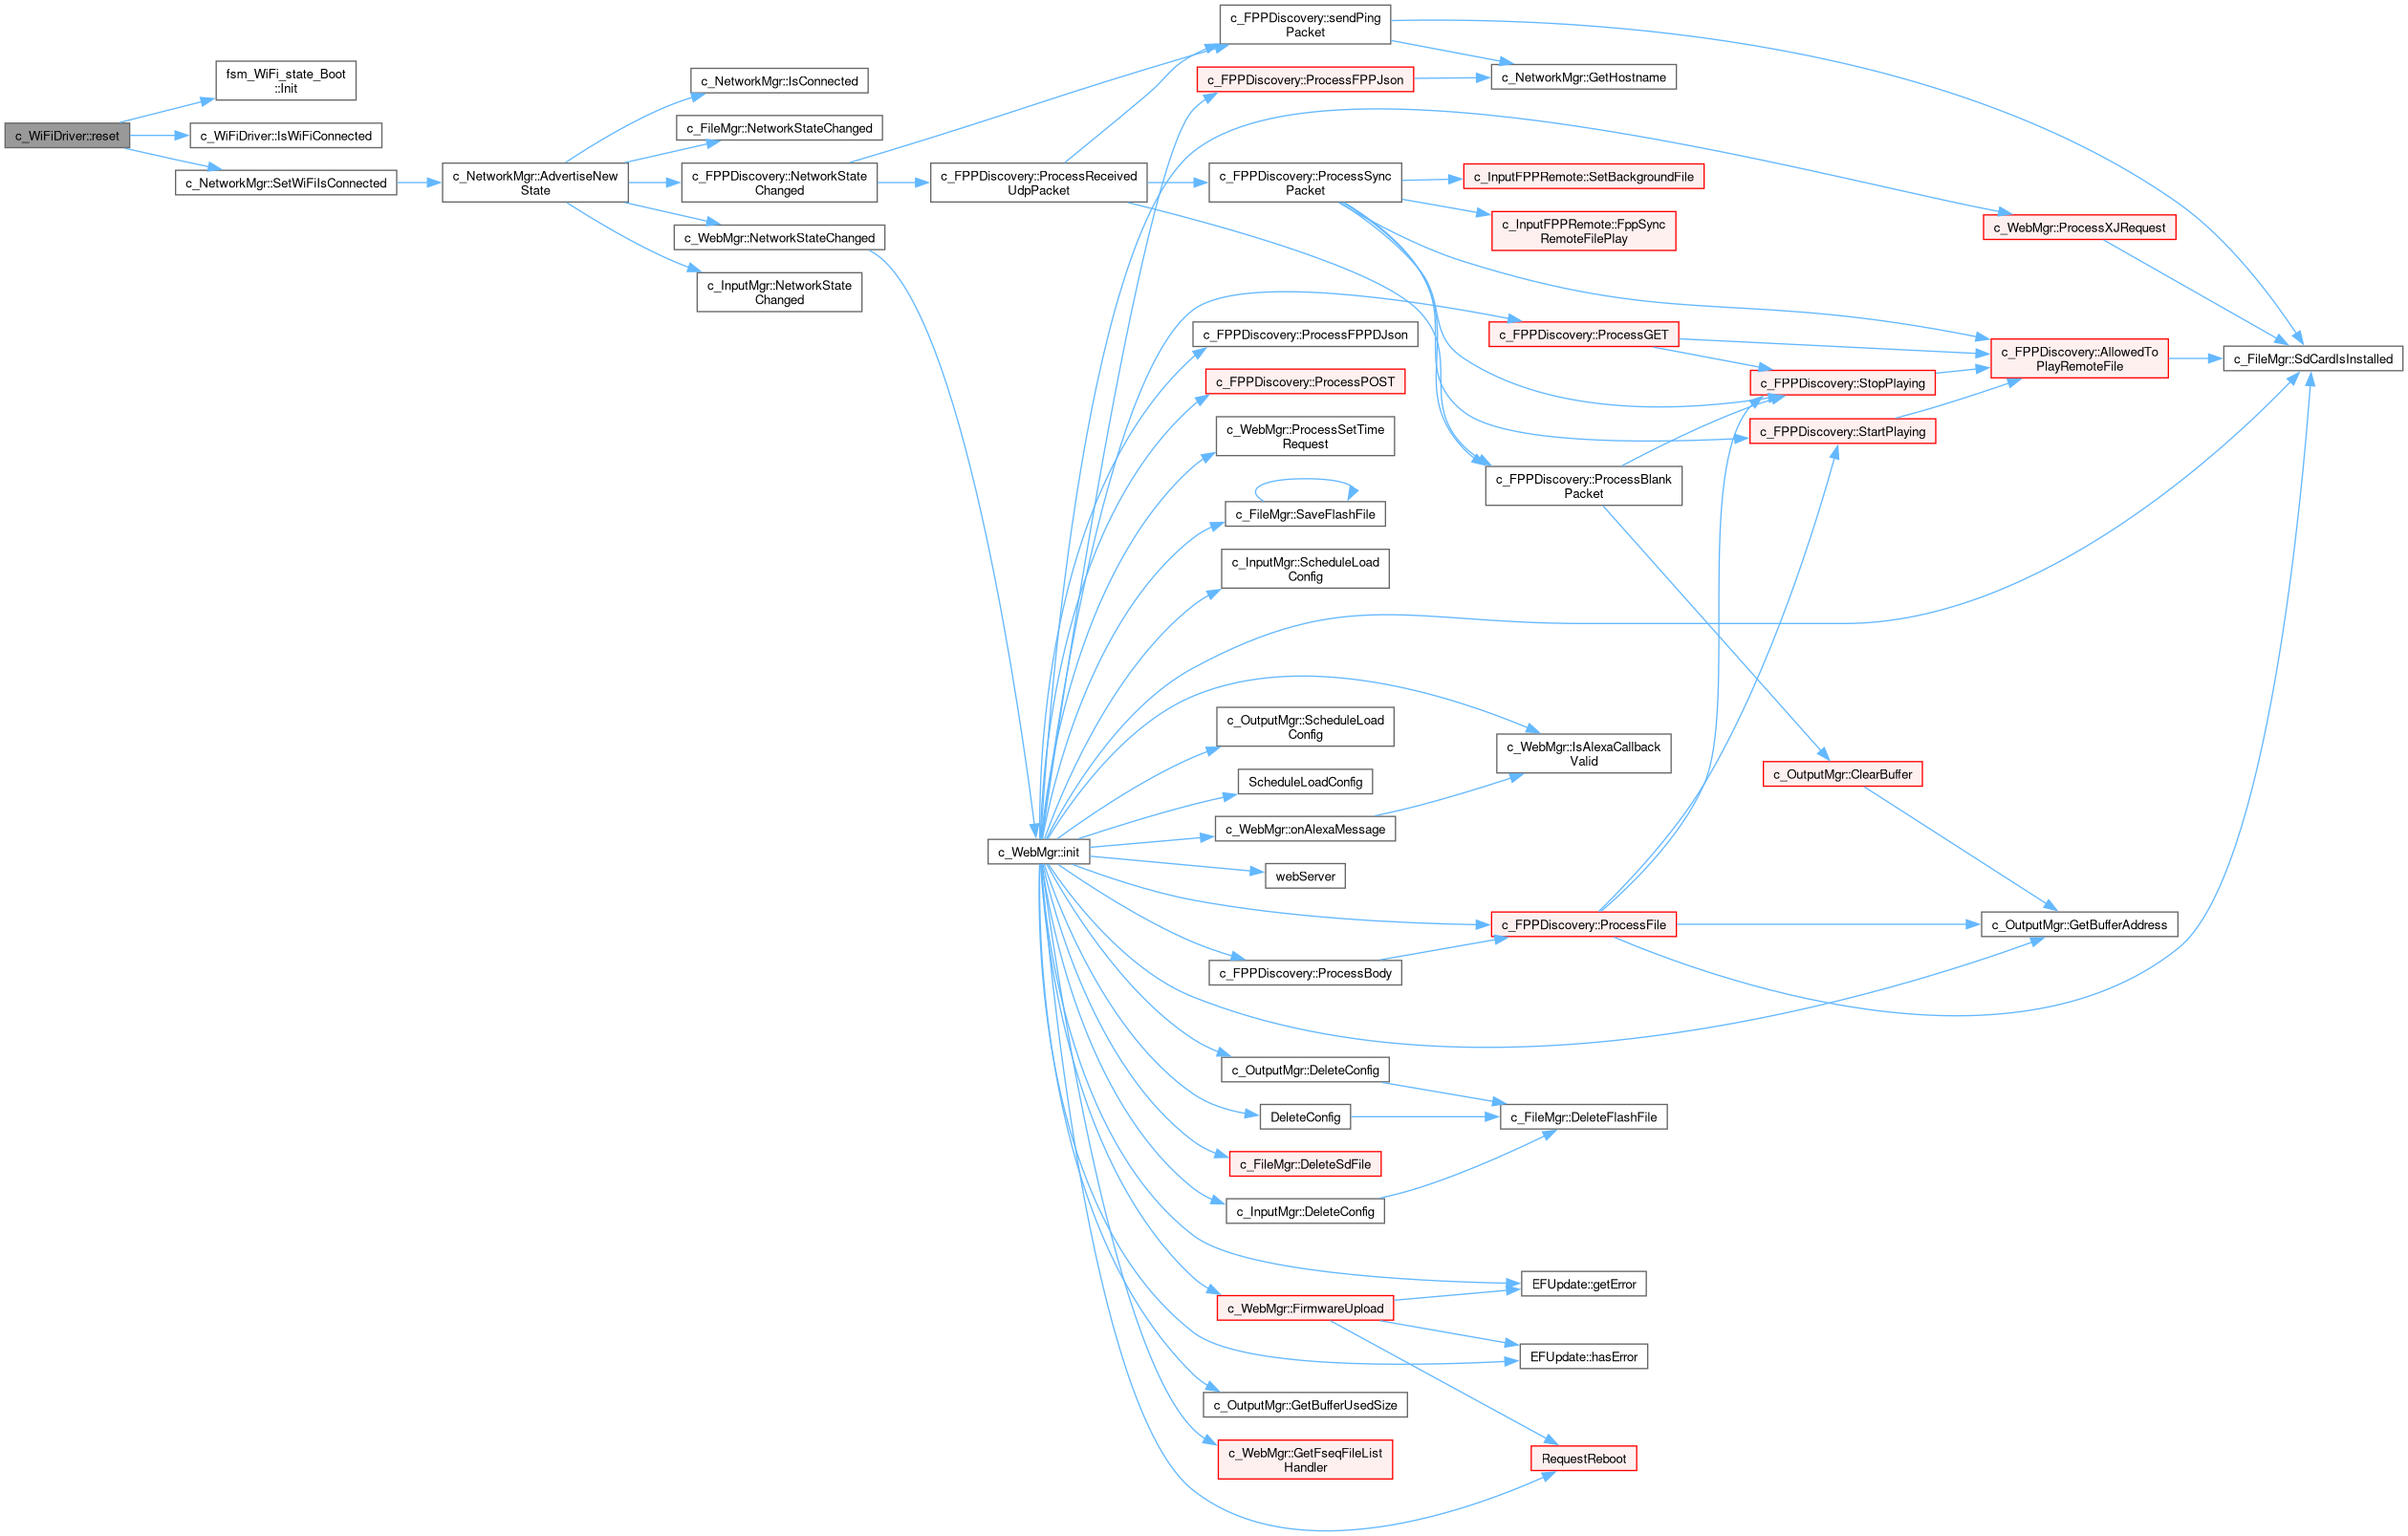 c_WiFiDriver::reset
fsm_WiFi_state_Boot
::Init
c_WiFiDriver::IsWiFiConnected
c_NetworkMgr::SetWiFiIsConnected
c_NetworkMgr::AdvertiseNew
State
c_NetworkMgr::IsConnected
c_FileMgr::NetworkStateChanged
c_FPPDiscovery::NetworkState
Changed
c_WebMgr::NetworkStateChanged
c_InputMgr::NetworkState
Changed
c_FPPDiscovery::ProcessReceived
UdpPacket
c_WebMgr::init
c_FPPDiscovery::sendPing
Packet
c_FPPDiscovery::ProcessFPPJson
c_FPPDiscovery::ProcessSync
Packet
c_FPPDiscovery::ProcessFPPDJson
c_FPPDiscovery::ProcessPOST
c_WebMgr::ProcessSetTime
Request
c_FileMgr::SaveFlashFile
c_InputMgr::ScheduleLoad
Config
c_OutputMgr::ScheduleLoad
Config
ScheduleLoadConfig
c_WebMgr::onAlexaMessage
webServer
c_FPPDiscovery::ProcessBody
c_OutputMgr::DeleteConfig
DeleteConfig
c_FileMgr::DeleteSdFile
c_InputMgr::DeleteConfig
c_WebMgr::FirmwareUpload
c_OutputMgr::GetBufferUsedSize
c_WebMgr::GetFseqFileList
Handler
c_NetworkMgr::GetHostname
c_InputFPPRemote::SetBackgroundFile
c_InputFPPRemote::FppSync
RemoteFilePlay
c_FPPDiscovery::ProcessGET
c_FPPDiscovery::ProcessBlank
Packet
c_WebMgr::IsAlexaCallback
Valid
c_FPPDiscovery::ProcessFile
c_FileMgr::DeleteFlashFile
EFUpdate::getError
EFUpdate::hasError
RequestReboot
c_FPPDiscovery::StopPlaying
c_FPPDiscovery::StartPlaying
c_OutputMgr::ClearBuffer
c_WebMgr::ProcessXJRequest
c_FPPDiscovery::AllowedTo
PlayRemoteFile
c_OutputMgr::GetBufferAddress
c_FileMgr::SdCardIsInstalled